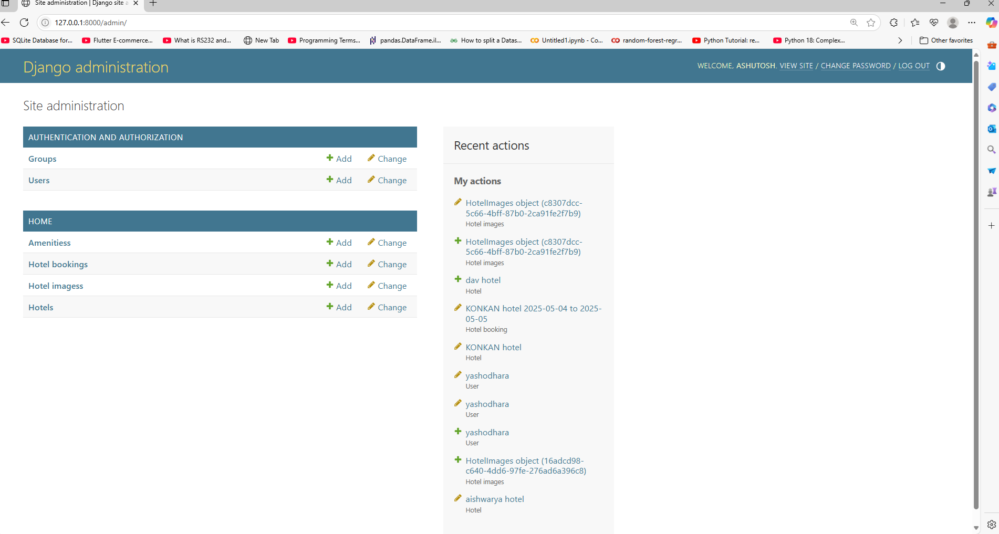 Site administration | Django site a
127.0.0.1:8000/admin/
SQLite Database for...
Flutter E-commerce...
What is RS232 and...
New Tab
Programming Terms...
pandas.DataFrame.il...
How to split a Datas...
Untitled1.ipynb - Co...
random-forest-regr...
Python Tutorial: re...
Python 18: Complex...
Other favorites
Django administration
WELCOME, ASHUTOSH. VIEW SITE / CHANGE PASSWORD / LOG OUT
Site administration
AUTHENTICATION AND AUTHORIZATION
Groups Add Change
Users Add Change
HOME
Amenitiess Add Change
Hotel bookings Add Change
Hotel imagess Add Change
Hotels Add Change
Recent actions
My actions
HotelImages object (c8307dcc-
5c66-4bff-87b0-2ca91fe2f7b9)
Hotel images
HotelImages object (c8307dcc-
5c66-4bff-87b0-2ca91fe2f7b9)
Hotel images
dav hotel
Hotel
KONKAN hotel 2025-05-04 to 2025-
05-05
Hotel booking
KONKAN hotel
Hotel
yashodhara
User
yashodhara
User
yashodhara
User
HotelImages object (16adcd98-
c640-4dd6-97fe-276ad6a396c8)
Hotel images
aishwarya hotel
Hotel